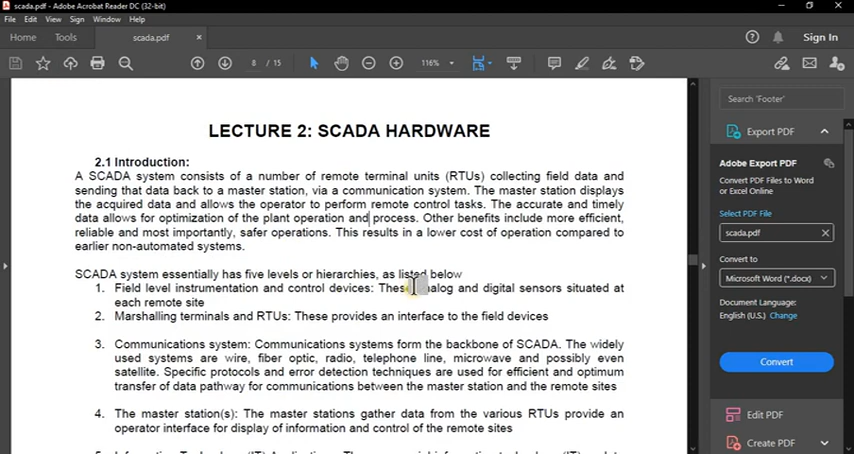 scada.pdf - Adobe Acrobat Reader DC (32-bit)
File Edit View Sign Window Help
Home Tools scada.pdf × Sign In
8 / 15 116%
LECTURE 2: SCADA HARDWARE
2.1 Introduction:
A SCADA system consists of a number of remote terminal units (RTUs) collecting field data and
sending that data back to a master station, via a communication system. The master station displays
the acquired data and allows the operator to perform remote control tasks. The accurate and timely
data allows for optimization of the plant operation and process. Other benefits include more efficient,
reliable and most importantly, safer operations. This results in a lower cost of operation compared to
earlier non-automated systems.
SCADA system essentially has five levels or hierarchies, as listed below
1. Field level instrumentation and control devices: These analog and digital sensors situated at
each remote site
2. Marshalling terminals and RTUs: These provides an interface to the field devices
3. Communications system: Communications systems form the backbone of SCADA. The widely
used systems are wire, fiber optic, radio, telephone line, microwave and possibly even
satellite. Specific protocols and error detection techniques are used for efficient and optimum
transfer of data pathway for communications between the master station and the remote sites
4. The master station(s): The master stations gather data from the various RTUs provide an
operator interface for display of information and control of the remote sites
Search 'Footer'
Export PDF
Adobe Export PDF
Convert PDF Files to Word
or Excel Online
Select PDF File
scada.pdf
Convert to
Microsoft Word (*.docx)
Document Language:
English (U.S.) Change
Convert
Edit PDF
Create PDF